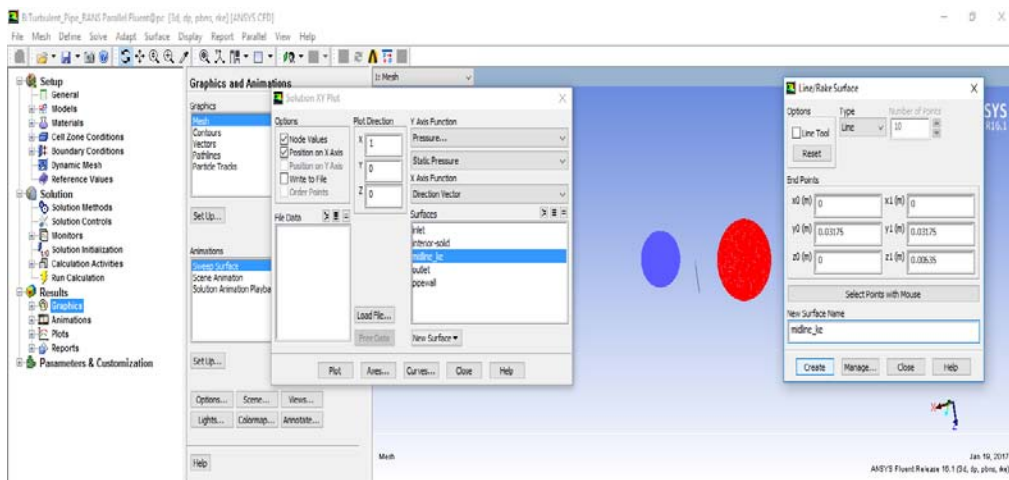 B:Turbulent_Pipe_RANS Parallel Fluent@pc [3d, dp, pbns, rke] [ANSYS CFD]
File Mesh Define Solve Adapt Surface Display Report Parallel View Help
Setup
General
Models
Materials
Cell Zone Conditions
Boundary Conditions
Dynamic Mesh
Reference Values
Solution
Solution Methods
Solution Controls
Monitors
Solution Initialization
Calculation Activities
Run Calculation
Results
Graphics
Animations
Plots
Reports
Parameters & Customization
Graphics and Animations
Graphics
Mesh
Contours
Vectors
Pathlines
Particle Tracks
Set Up...
Animations
Sweep Surface
Scene Animation
Solution Animation Playba
Set Up...
Options... Scene... Views...
Lights... Colormap... Annotate...
Help
1: Mesh
Solution XY Plot
Options
Node Values
Position on X Axis
Position on Y Axis
Write to File
Order Points
Plot Direction
X 1
Y 0
Z 0
Y Axis Function
Pressure...
Static Pressure
X Axis Function
Direction Vector
File Data
Surfaces
inlet
interior-solid
midline_ke
outlet
pipewall
Load File...
Free Data
New Surface
Plot Axes... Curves... Close Help
Line/Rake Surface
Options
Line Tool
Reset
Type
Line
Number of Points
10
End Points
x0 (m) 0 x1 (m) 0
y0 (m) 0.03175 y1 (m) 0.03175
z0 (m) 0 z1 (m) 0.00635
Select Points with Mouse
New Surface Name
midline_ke
Create Manage... Close Help
SYS
R16.1
X
Z
Mesh
Jan 19, 2017
ANSYS Fluent Release 16.1 (3d, dp, pbns, rke)